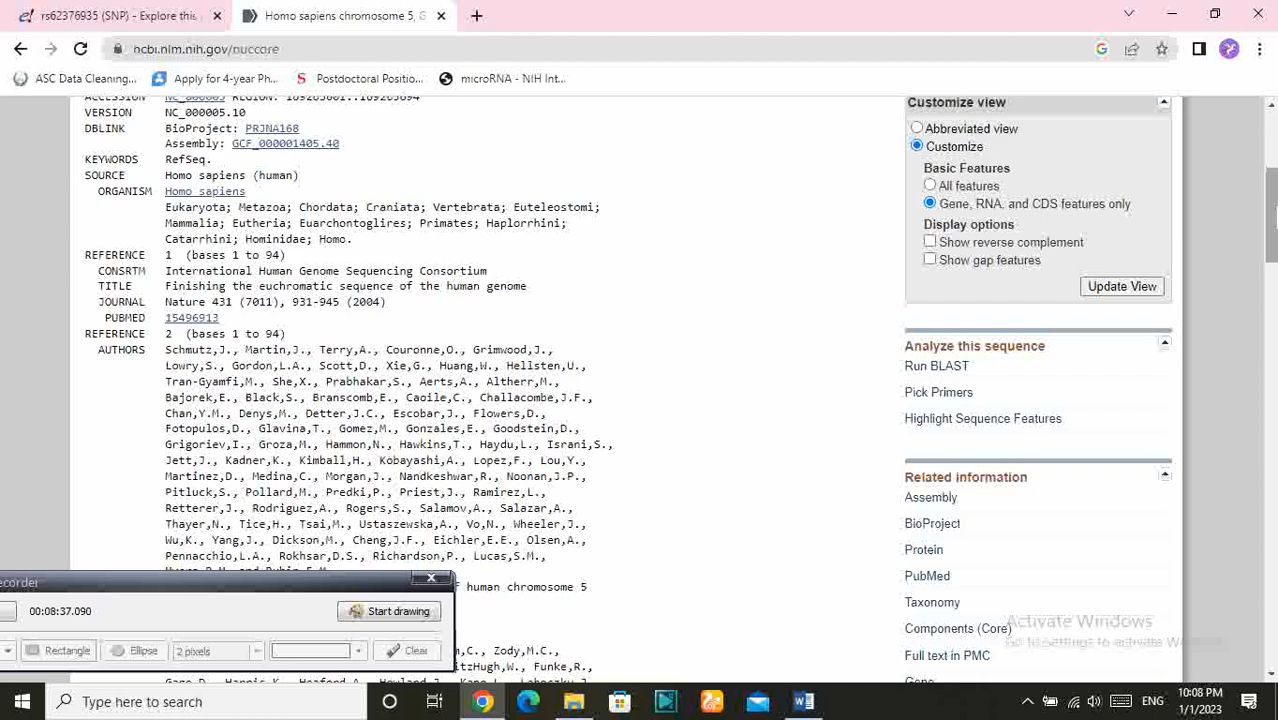 rs62376935 (SNP) - Explore this
Homo sapiens chromosome 5, G
ncbi.nlm.nih.gov/nuccore
ASC Data Cleaning...
Apply for 4-year Ph...
Postdoctoral Positio...
microRNA - NIH Int...
VERSION NC_000005.10
DBLINK BioProject: PRJNA168
Assembly: GCF_000001405.40
KEYWORDS RefSeq.
SOURCE Homo sapiens (human)
ORGANISM Homo sapiens
Eukaryota; Metazoa; Chordata; Craniata; Vertebrata; Euteleostomi;
Mammalia; Eutheria; Euarchontoglires; Primates; Haplorrhini;
Catarrhini; Hominidae; Homo.
REFERENCE 1 (bases 1 to 94)
CONSRTM International Human Genome Sequencing Consortium
TITLE Finishing the euchromatic sequence of the human genome
JOURNAL Nature 431 (7011), 931-945 (2004)
PUBMED 15496913
REFERENCE 2 (bases 1 to 94)
AUTHORS Schmutz,J., Martin,J., Terry,A., Couronne,O., Grimwood,J.,
Lowry,S., Gordon,L.A., Scott,D., Xie,G., Huang,W., Hellsten,U.,
Tran-Gyamfi,M., She,X., Prabhakar,S., Aerts,A., Altherr,M.,
Bajorek,E., Black,S., Branscomb,E., Caoile,C., Challacombe,J.F.,
Chan,Y.M., Denys,M., Detter,J.C., Escobar,J., Flowers,D.,
Fotopulos,D., Glavina,T., Gomez,M., Gonzales,E., Goodstein,D.,
Grigoriev,I., Groza,M., Hammon,N., Hawkins,T., Haydu,L., Israni,S.,
Jett,J., Kadner,K., Kimball,H., Kobayashi,A., Lopez,F., Lou,Y.,
Martinez,D., Medina,C., Morgan,J., Nandkeshwar,R., Noonan,J.P.,
Pitluck,S., Pollard,M., Predki,P., Priest,J., Ramirez,L.,
Retterer,J., Rodriguez,A., Rogers,S., Salamov,A., Salazar,A.,
Thayer,N., Tice,H., Tsai,M., Ustaszewska,A., Vo,N., Wheeler,J.,
Wu,K., Yang,J., Dickson,M., Cheng,J.F., Eichler,E.E., Olsen,A.,
Pennacchio,L.A., Rokhsar,D.S., Richardson,P., Lucas,S.M.,
f human chromosome 5
Zody,M.C.,
itzHugh,W., Funke,R.,
Customize view
Abbreviated view
Customize
Basic Features
All features
Gene, RNA, and CDS features only
Display options
Show reverse complement
Show gap features
Update View
Analyze this sequence
Run BLAST
Pick Primers
Highlight Sequence Features
Related information
Assembly
BioProject
Protein
PubMed
Taxonomy
Components (Core)
Full text in PMC
Activate Windows
Go to Settings to activate W
ecorder
00:08:37.090
Start drawing
Rectangle
Ellipse
2 pixels
Clear
Type here to search
ENG
10:08 PM
1/1/2023